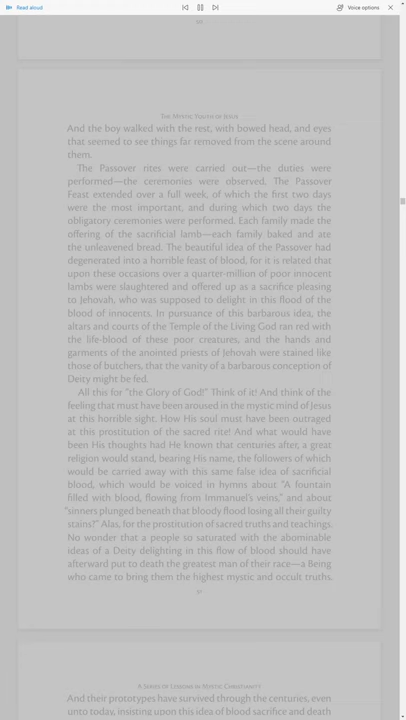 Read aloud
Voice options
The Mystic Youth of Jesus
And the boy walked with the rest, with bowed head, and eyes
that seemed to see things far removed from the scene around
them.
The Passover rites were carried out—the duties were
performed—the ceremonies were observed. The Passover
Feast extended over a full week, of which the first two days
were the most important, and during which two days the
obligatory ceremonies were performed. Each family made the
offering of the sacrificial lamb—each family baked and ate
the unleavened bread. The beautiful idea of the Passover had
degenerated into a horrible feast of blood, for it is related that
upon these occasions over a quarter-million of poor innocent
lambs were slaughtered and offered up as a sacrifice pleasing
to Jehovah, who was supposed to delight in this flood of the
blood of innocents. In pursuance of this barbarous idea, the
altars and courts of the Temple of the Living God ran red with
the life-blood of these poor creatures, and the hands and
garments of the anointed priests of Jehovah were stained like
those of butchers, that the vanity of a barbarous conception of
Deity might be fed.
All this for "the Glory of God!" Think of it! And think of the
feeling that must have been aroused in the mystic mind of Jesus
at this horrible sight. How His soul must have been outraged
at this prostitution of the sacred rite! And what would have
been His thoughts had He known that centuries after, a great
religion would stand, bearing His name, the followers of which
would be carried away with this same false idea of sacrificial
blood, which would be voiced in hymns about "A fountain
filled with blood, flowing from Immanuel's veins," and about
"sinners plunged beneath that bloody flood losing all their guilty
stains?" Alas, for the prostitution of sacred truths and teachings.
No wonder that a people so saturated with the abominable
ideas of a Deity delighting in this flow of blood should have
afterward put to death the greatest man of their race—a Being
who came to bring them the highest mystic and occult truths.
A Series of Lessons in Mystic Christianity
And their prototypes have survived through the centuries, even
unto today, insisting upon this idea of blood sacrifice and death